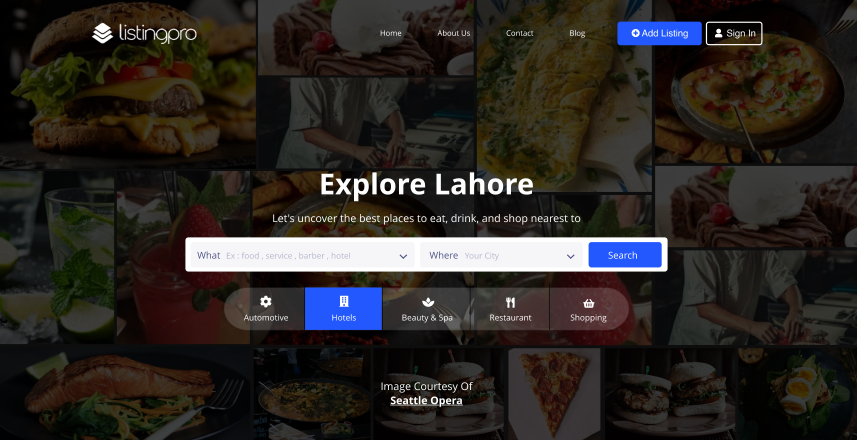 listingpro
Home
About Us
Contact
Blog
Add Listing
Sign In
Explore Lahore
Let's uncover the best places to eat, drink, and shop nearest to
What Ex : food , service , barber , hotel
Where Your City
Search
Automotive
Hotels
Beauty & Spa
Restaurant
Shopping
Image Courtesy Of
Seattle Opera